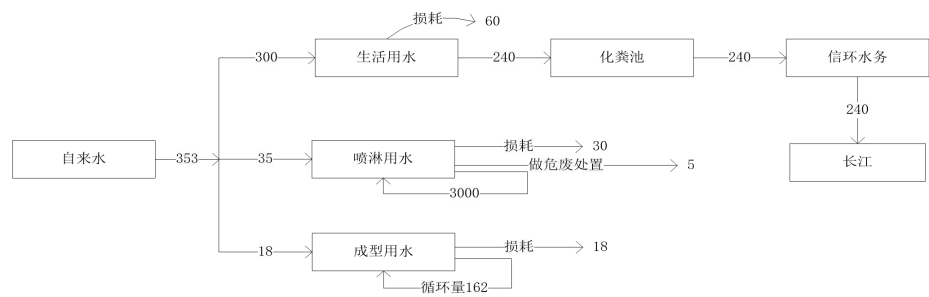 损耗 60
300 生活用水 240 化粪池 240 信环水务
240
自来水 353 35 喷淋用水 损耗 30
做危废处置 5
3000
长江
18 成型用水 损耗 18
循环量162